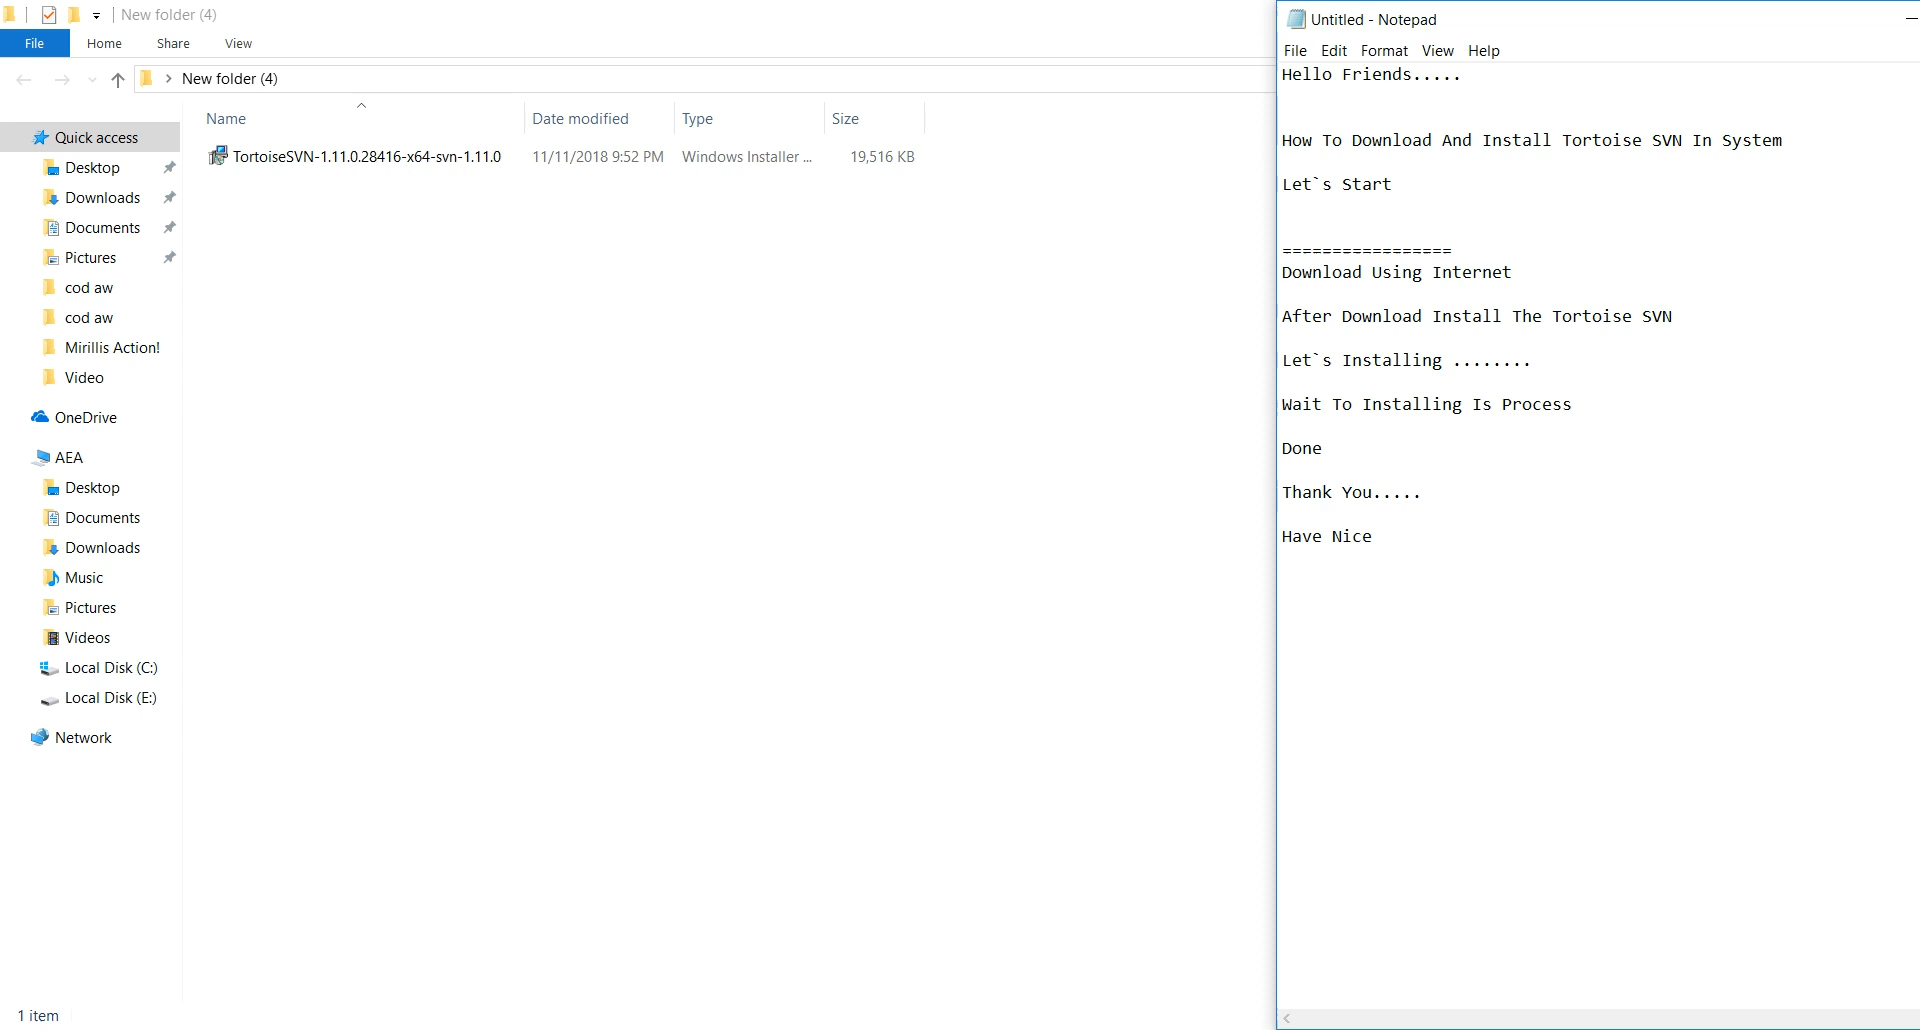 New folder (4)
File Home Share View
New folder (4)
Name Date modified Type Size
TortoiseSVN-1.11.0.28416-x64-svn-1.11.0 11/11/2018 9:52 PM Windows Installer ... 19,516 KB
Quick access
Desktop
Downloads
Documents
Pictures
cod aw
cod aw
Mirillis Action!
Video
OneDrive
AEA
Desktop
Documents
Downloads
Music
Pictures
Videos
Local Disk (C:)
Local Disk (E:)
Network
1 item
Untitled - Notepad
File Edit Format View Help
Hello Friends.....
How To Download And Install Tortoise SVN In System
Let`s Start
=================
Download Using Internet
After Download Install The Tortoise SVN
Let`s Installing ........
Wait To Installing Is Process
Done
Thank You.....
Have Nice